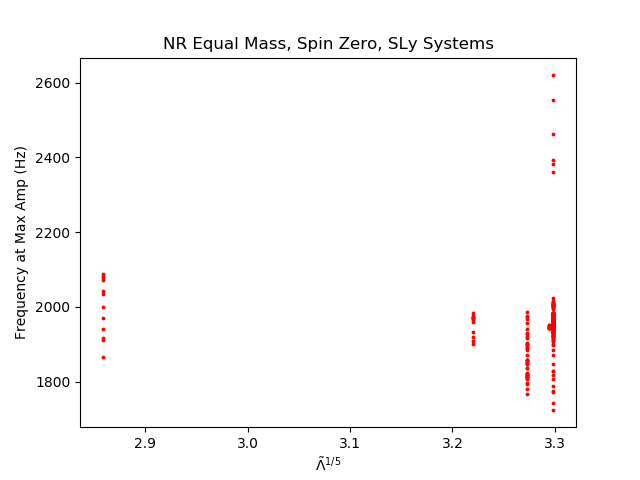 NR Equal Mass, Spin Zero, SLy Systems
Frequency at Max Amp (Hz)
2600
2400
2200
2000
1800
2.9 3.0 3.1 3.2 3.3
Λ̃^{1/5}